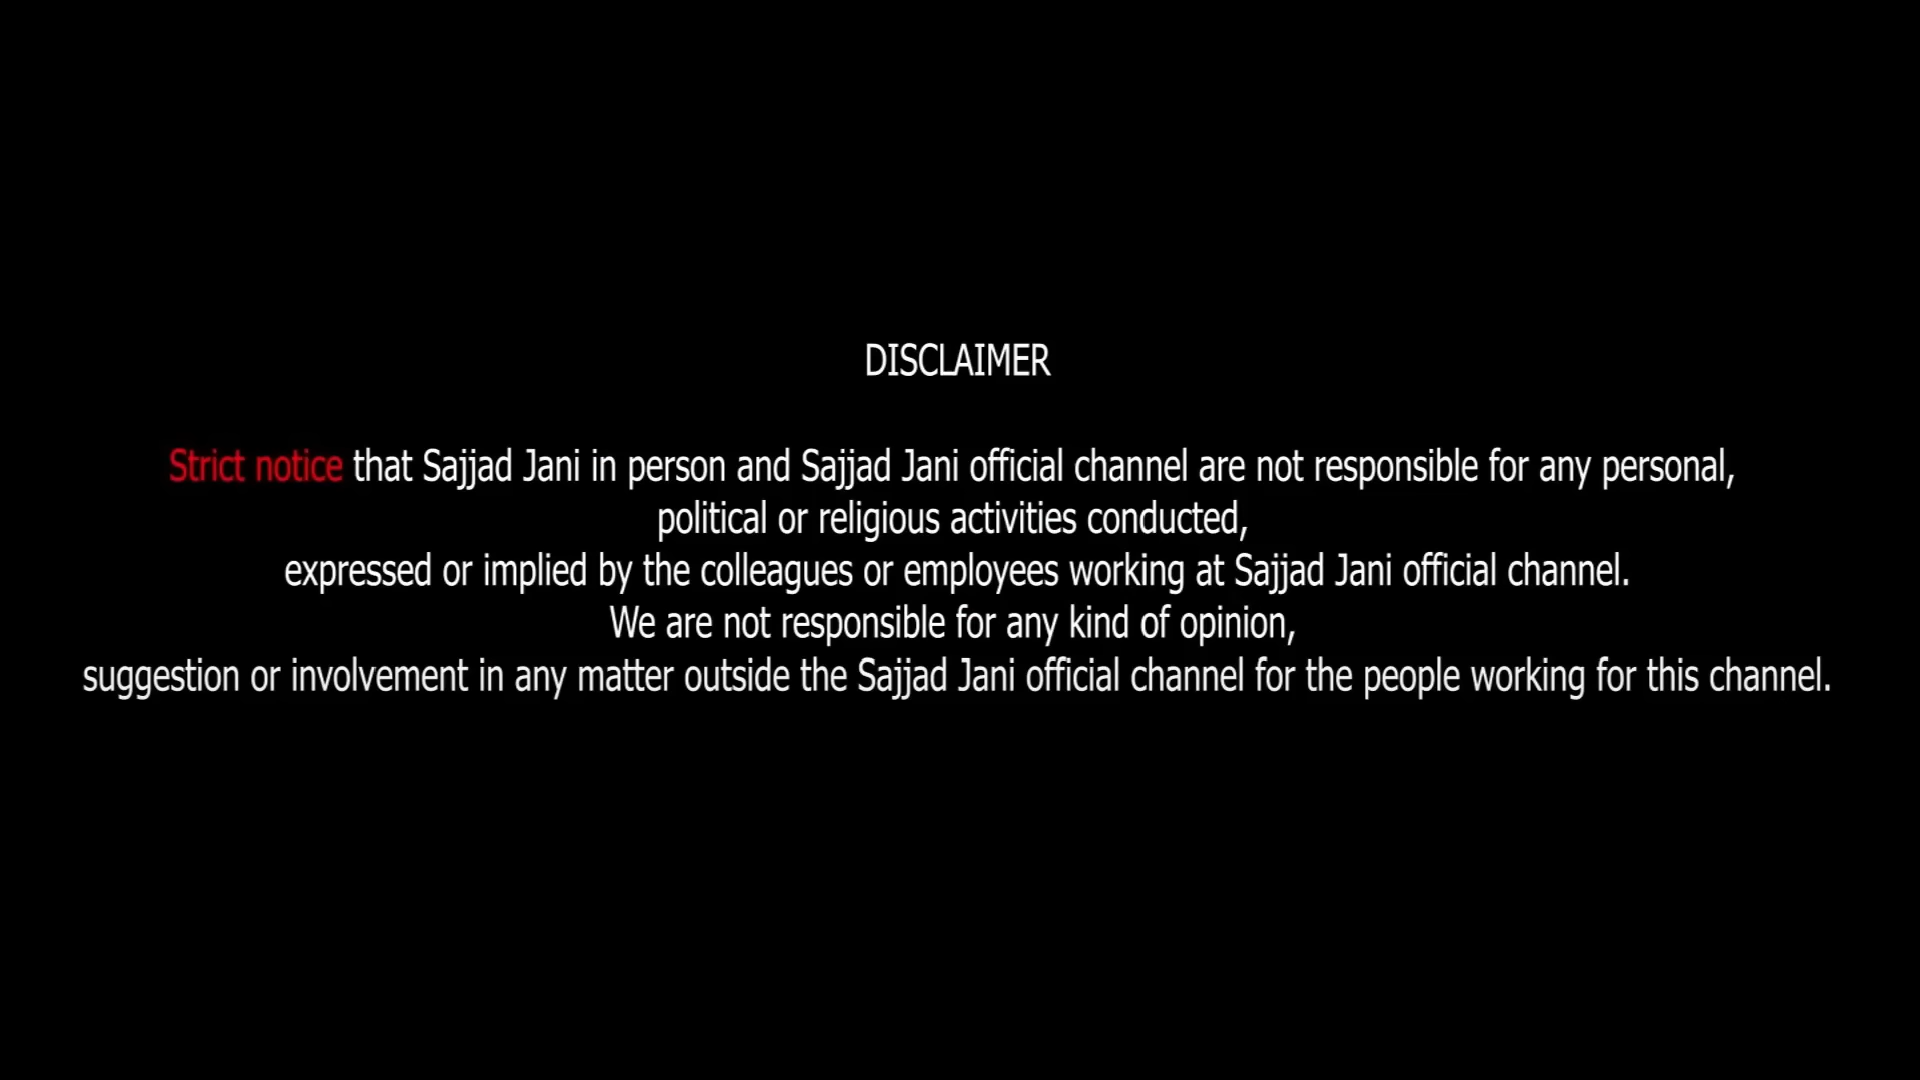 DISCLAIMER
Strict notice that Sajjad Jani in person and Sajjad Jani official channel are not responsible for any personal,
political or religious activities conducted,
expressed or implied by the colleagues or employees working at Sajjad Jani official channel.
We are not responsible for any kind of opinion,
suggestion or involvement in any matter outside the Sajjad Jani official channel for the people working for this channel.